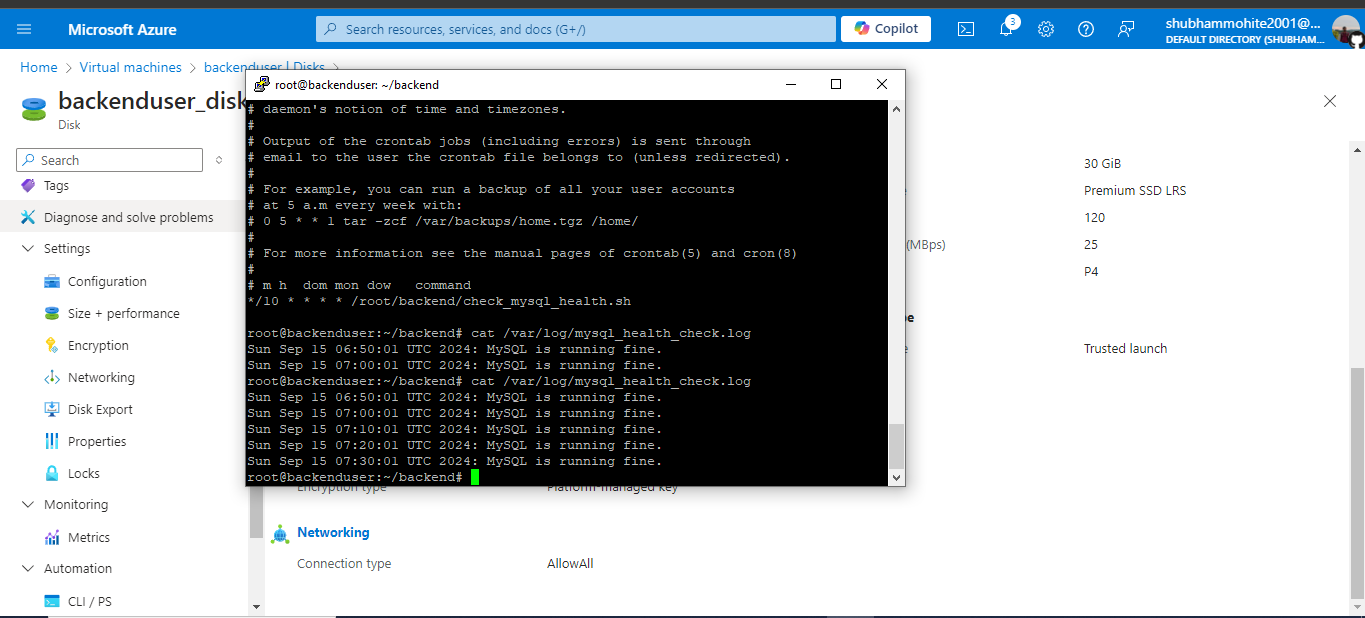 Microsoft Azure
Search resources, services, and docs (G+/)
Copilot
3
shubhammohite2001@...
DEFAULT DIRECTORY (SHUBHAM...
Home > Virtual machines > backenduser | Disks >
backenduser_disk
Disk
Search
Tags
Diagnose and solve problems
Settings
Configuration
Size + performance
Encryption
Networking
Disk Export
Properties
Locks
Monitoring
Metrics
Automation
CLI / PS
root@backenduser: ~/backend
# daemon's notion of time and timezones.
#
# Output of the crontab jobs (including errors) is sent through
# email to the user the crontab file belongs to (unless redirected).
#
# For example, you can run a backup of all your user accounts
# at 5 a.m every week with:
# 0 5 * * 1 tar -zcf /var/backups/home.tgz /home/
#
# For more information see the manual pages of crontab(5) and cron(8)
#
# m h  dom mon dow   command
*/10 * * * * /root/backend/check_mysql_health.sh
root@backenduser:~/backend# cat /var/log/mysql_health_check.log
Sun Sep 15 06:50:01 UTC 2024: MySQL is running fine.
Sun Sep 15 07:00:01 UTC 2024: MySQL is running fine.
root@backenduser:~/backend# cat /var/log/mysql_health_check.log
Sun Sep 15 06:50:01 UTC 2024: MySQL is running fine.
Sun Sep 15 07:00:01 UTC 2024: MySQL is running fine.
Sun Sep 15 07:10:01 UTC 2024: MySQL is running fine.
Sun Sep 15 07:20:01 UTC 2024: MySQL is running fine.
Sun Sep 15 07:30:01 UTC 2024: MySQL is running fine.
root@backenduser:~/backend#
30 GiB
Premium SSD LRS
120
(MBps) 25
P4
Trusted launch
Encryption type Platform-managed key
Networking
Connection type AllowAll